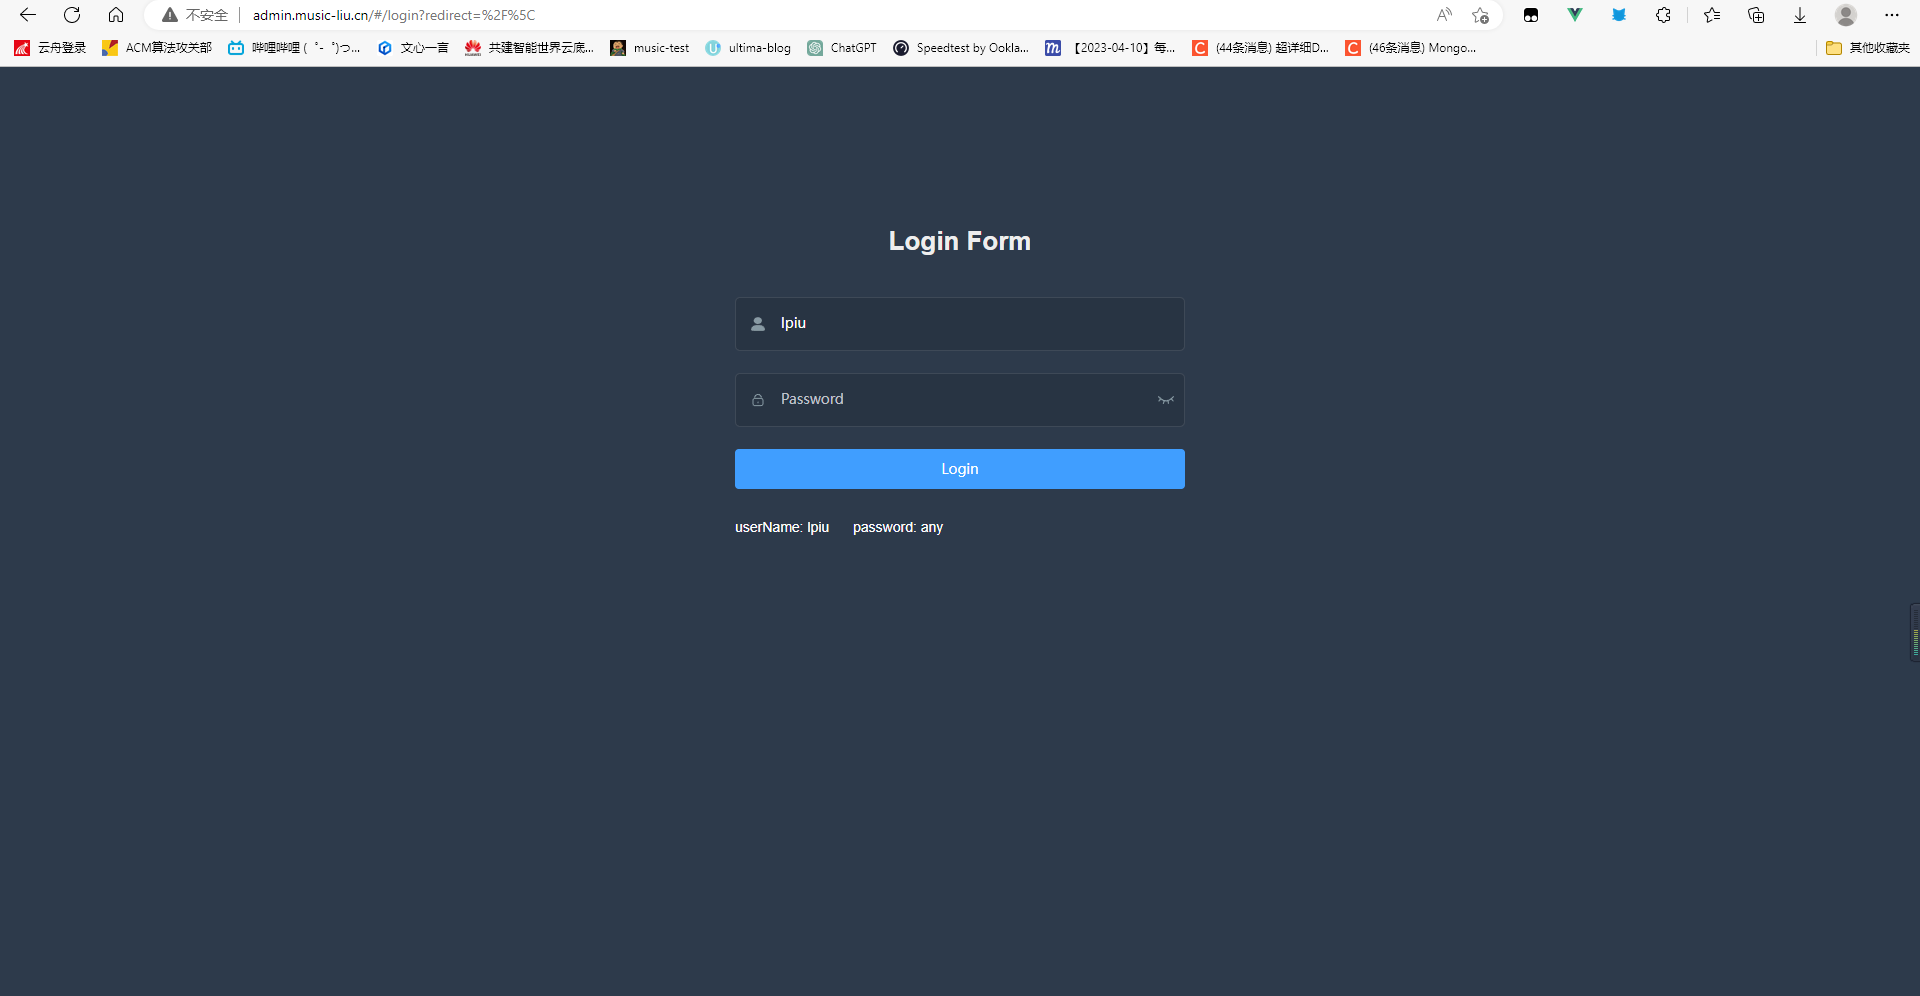 不安全 admin.music-liu.cn/#/login?redirect=%2F%5C
云舟登录 ACM算法攻关部 哔哩哔哩 (゜-゜)つ... 文心一言 共建智能世界云底... music-test ultima-blog ChatGPT Speedtest by Ookla... 【2023-04-10】每... (44条消息) 超详细D... (46条消息) Mongo... 其他收藏夹
Login Form
lpiu
Password
Login
userName: lpiu password: any